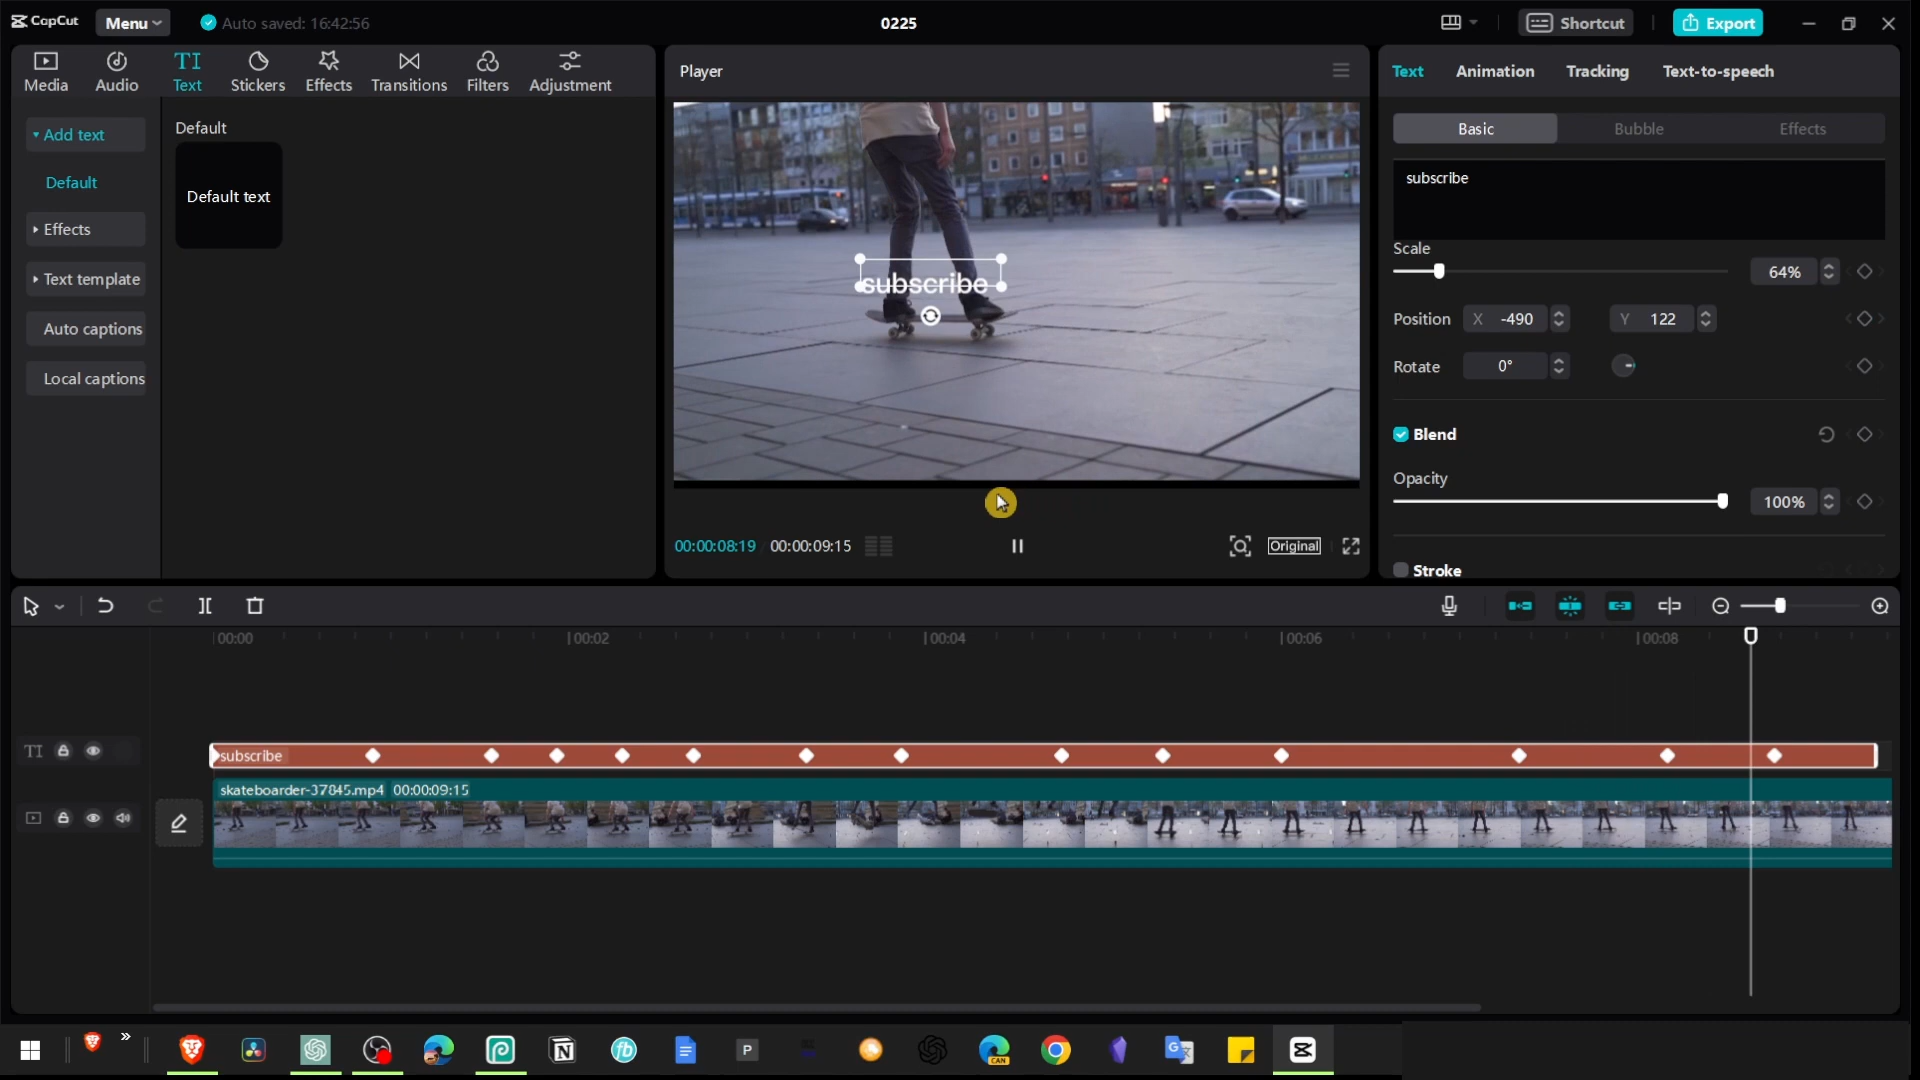 CapCut
Menu
Auto saved: 16:42:56
0225
Shortcut
Export
Media
Audio
TI
Text
Stickers
Effects
Transitions
Filters
Adjustment
Add text
Default
Effects
Text template
Auto captions
Local captions
Default
Default text
Player
subscribe
00:00:08:19
00:00:09:15
Original
Text
Animation
Tracking
Text-to-speech
Basic
Bubble
Effects
subscribe
Scale
64%
Position
X -490
Y 122
Rotate
0°
Blend
Opacity
100%
Stroke
00:00
00:02
00:04
00:06
00:08
TI
subscribe
skateboarder-37845.mp4 00:00:09:15
N
fb
P
CAN
G